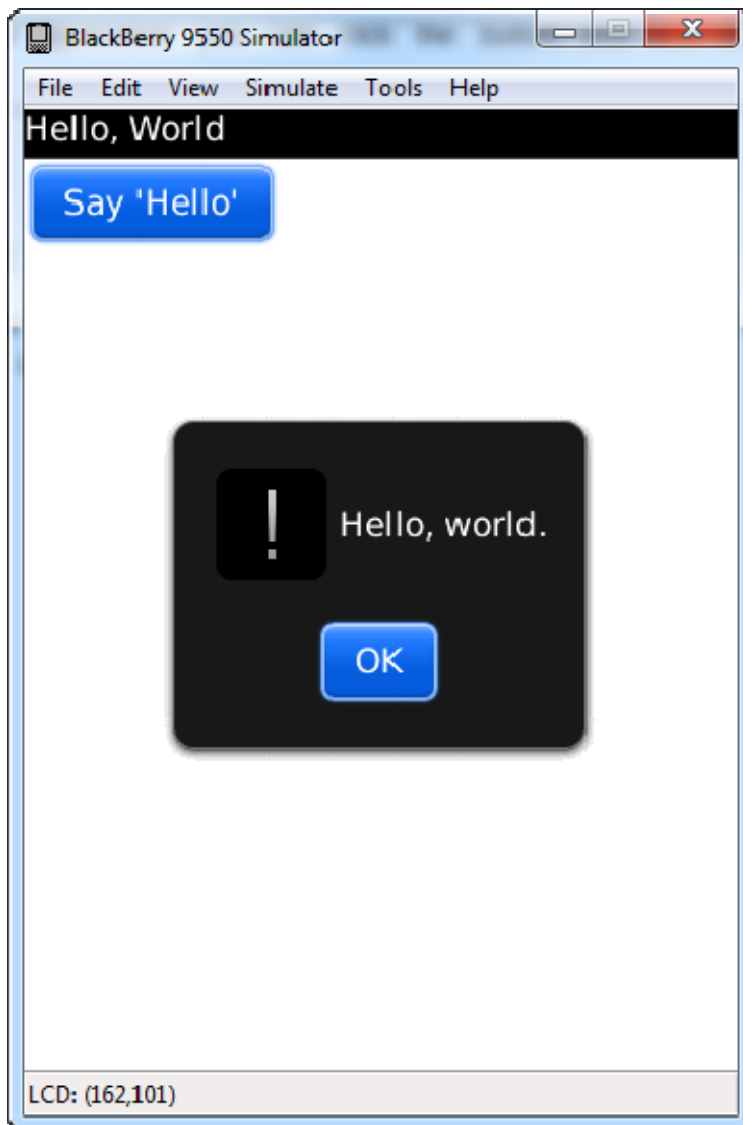 BlackBerry 9550 Simulator
File Edit View Simulate Tools Help
Hello, World
Say 'Hello'
! Hello, world.
OK
LCD: (162,101)